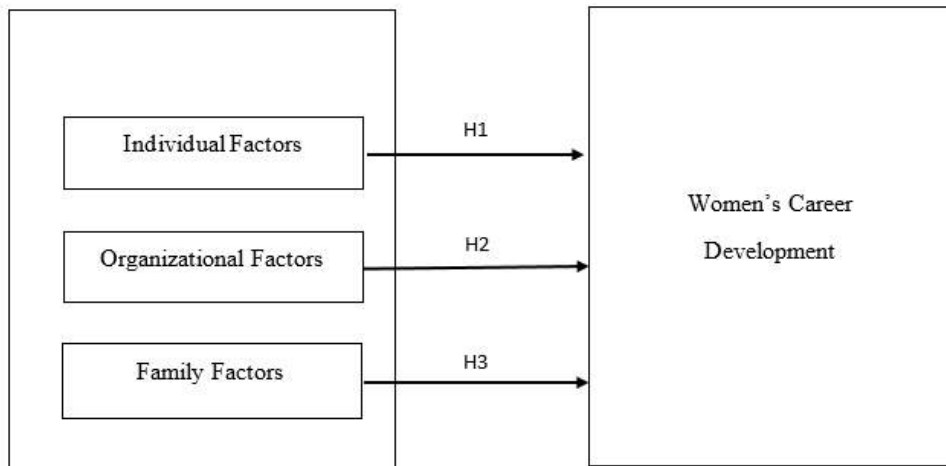 Individual Factors
H1
Organizational Factors
H2
Family Factors
H3
Women's Career
Development